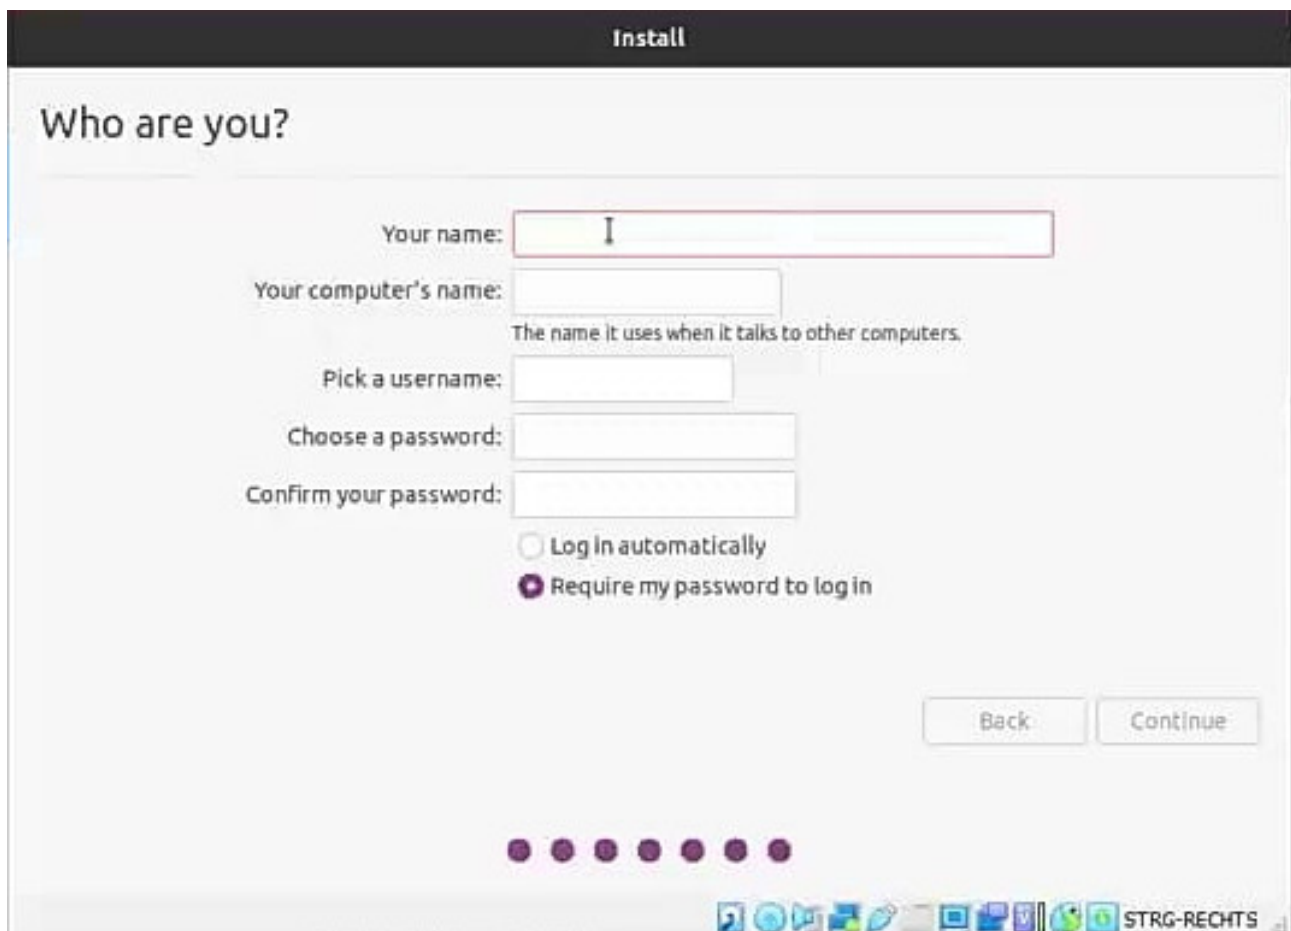 Install
Who are you?
Your name:
Your computer's name:
The name it uses when it talks to other computers.
Pick a username:
Choose a password:
Confirm your password:
Log in automatically
Require my password to log in
Back Continue
STRG-RECHTS